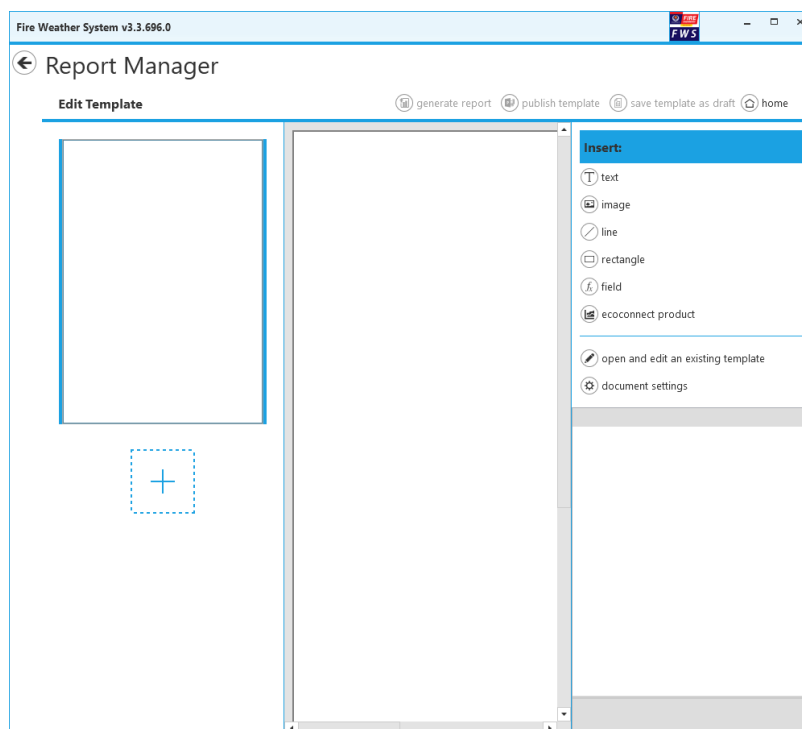 Fire Weather System v3.3.696.0
FIRE
FWS
Report Manager
Edit Template
generate report publish template save template as draft home
Insert:
text
image
line
rectangle
field
ecoconnect product
open and edit an existing template
document settings